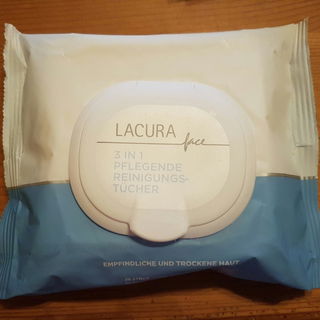 LACURA
face
3 IN 1
PFLEGENDE
REINIGUNGS-
TÜCHER
EMPFINDLICHE UND TROCKENE HAUT